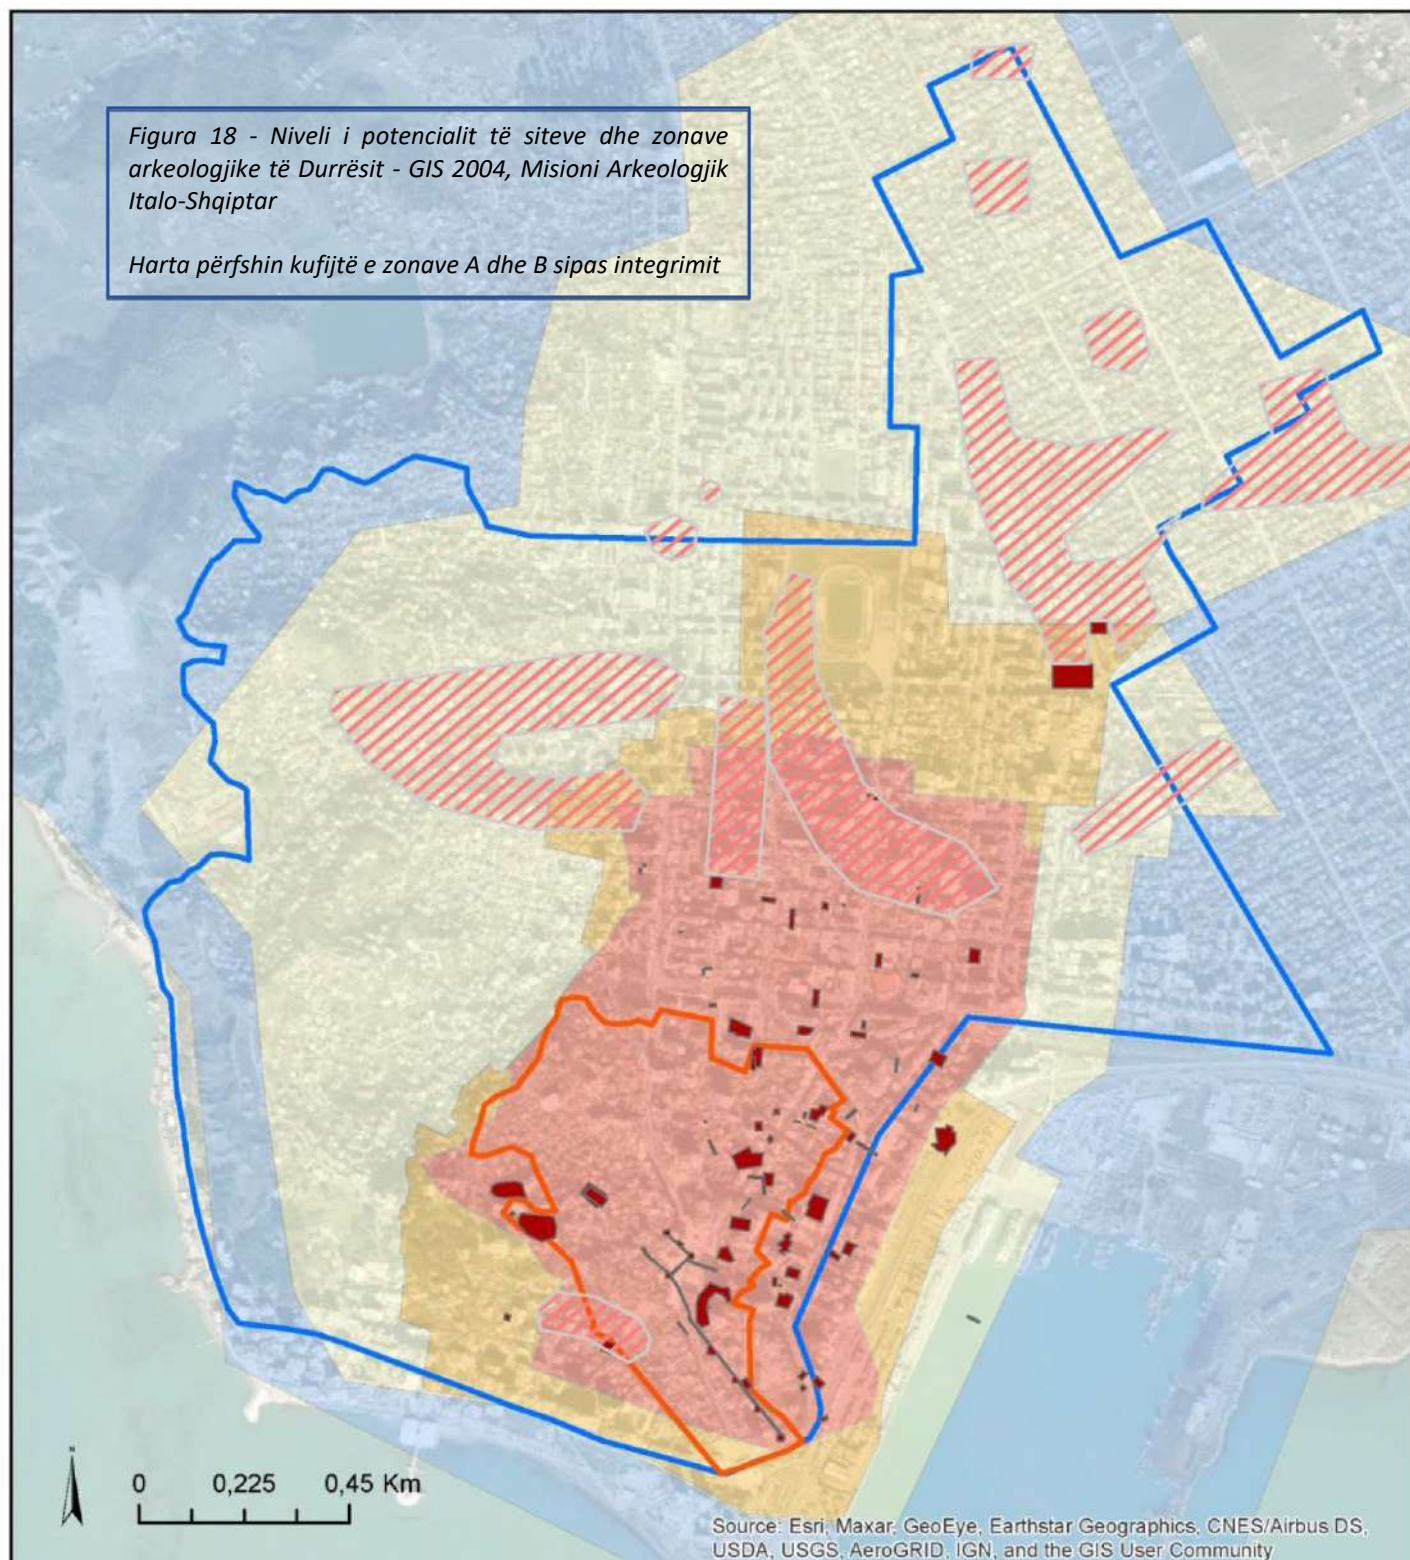 Figura 18 - Niveli i potencialit të siteve dhe zonave
arkeologjike të Durrësit - GIS 2004, Misioni Arkeologjik
Italo-Shqiptar
Harta përfshin kufijtë e zonave A dhe B sipas integrimit
N
0 0,225 0,45 Km
Source: Esri, Maxar, GeoEye, Earthstar Geographics, CNES/Airbus DS,
USDA, USGS, AeroGRID, IGN, and the GIS User Community